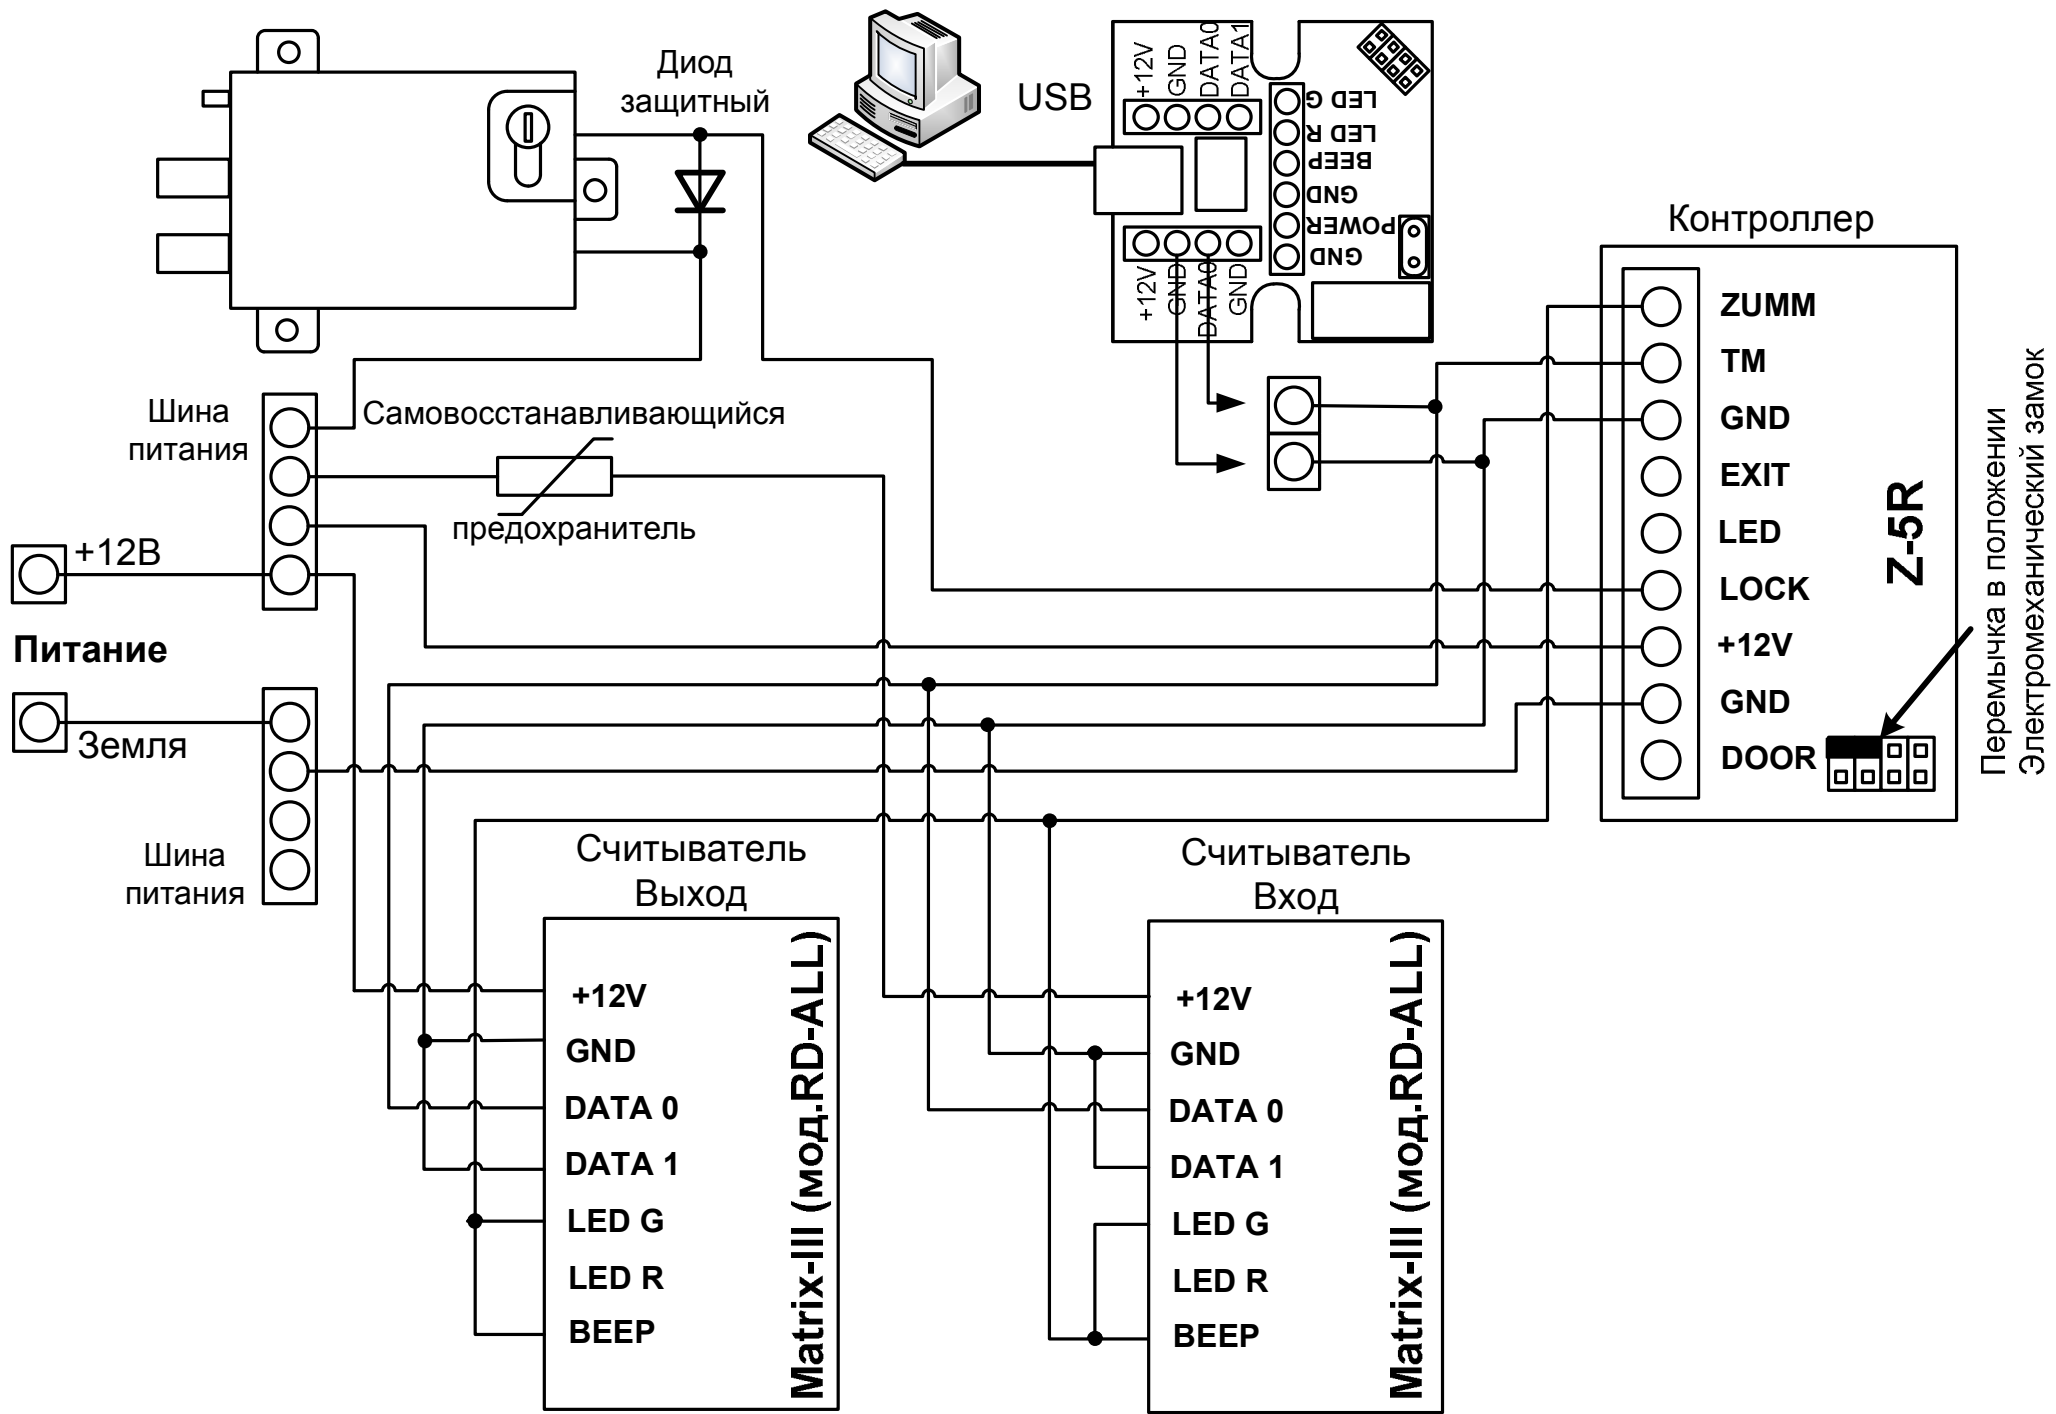 Диод
защитный
USB
+12V
GND
DATA0
DATA1
LED G
LED R
BEEP
GND
POWER
GND
+12V
GND
DATA0
GND
Контроллер
ZUMM
TM
GND
EXIT
LED
LOCK
+12V
GND
DOOR
Z-5R
Перемычка в положении
Электромеханический замок
Шина
питания
Самовосстанавливающийся
предохранитель
+12В
Питание
Земля
Шина
питания
Считыватель
Выход
+12V
GND
DATA 0
DATA 1
LED G
LED R
BEEP
Matrix-III (мод.RD-ALL)
Считыватель
Вход
+12V
GND
DATA 0
DATA 1
LED G
LED R
BEEP
Matrix-III (мод.RD-ALL)